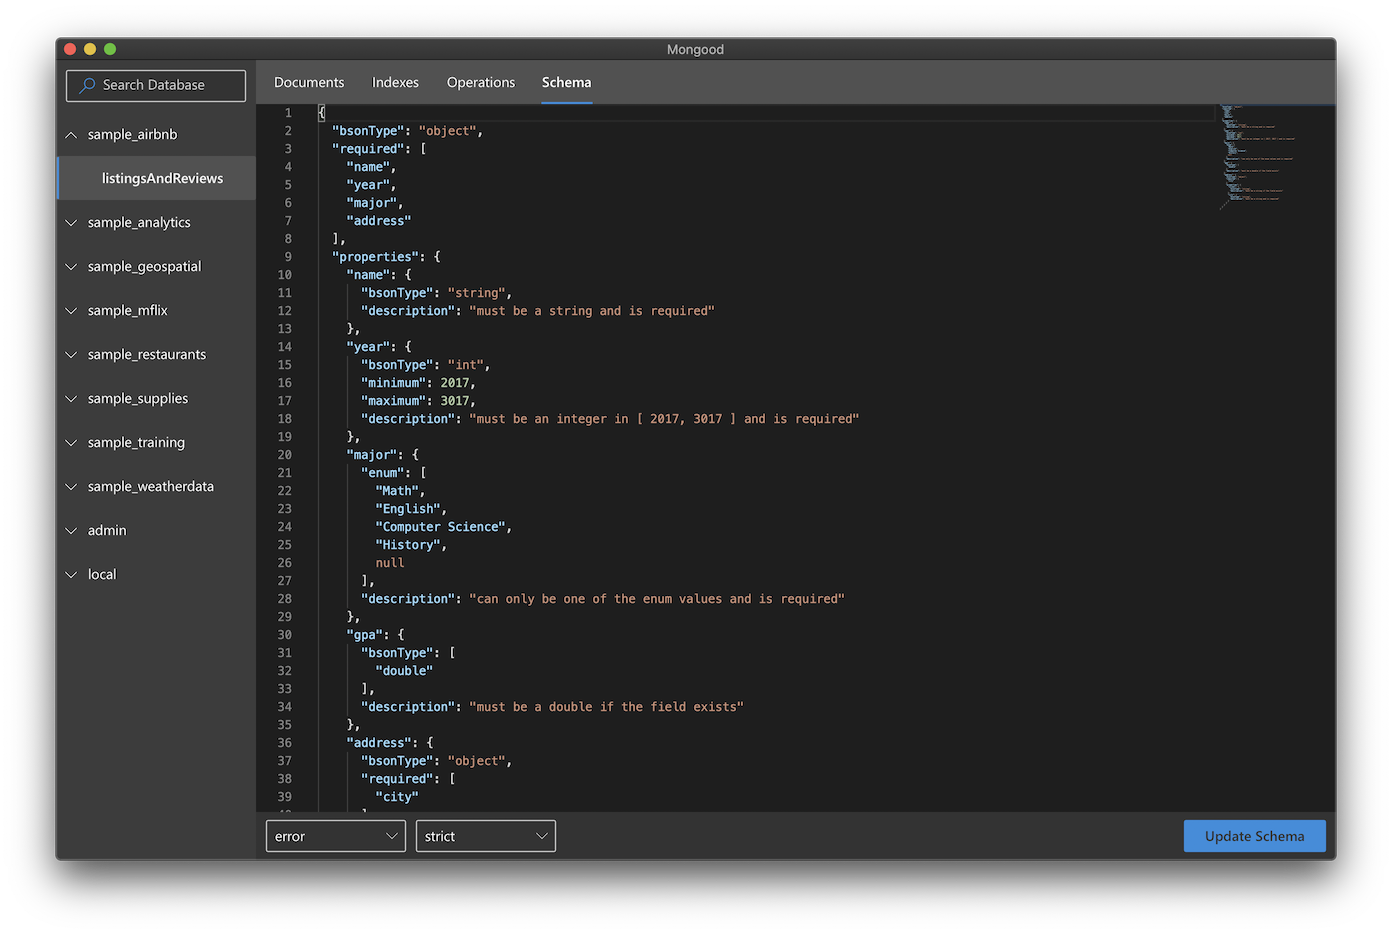 Mongood
Search Database
sample_airbnb
listingsAndReviews
sample_analytics
sample_geospatial
sample_mflix
sample_restaurants
sample_supplies
sample_training
sample_weatherdata
admin
local
Documents Indexes Operations Schema
1 {
2 "bsonType": "object",
3 "required": [
4 "name",
5 "year",
6 "major",
7 "address"
8 ],
9 "properties": {
10 "name": {
11 "bsonType": "string",
12 "description": "must be a string and is required"
13 },
14 "year": {
15 "bsonType": "int",
16 "minimum": 2017,
17 "maximum": 3017,
18 "description": "must be an integer in [ 2017, 3017 ] and is required"
19 },
20 "major": {
21 "enum": [
22 "Math",
23 "English",
24 "Computer Science",
25 "History",
26 null
27 ],
28 "description": "can only be one of the enum values and is required"
29 },
30 "gpa": {
31 "bsonType": [
32 "double"
33 ],
34 "description": "must be a double if the field exists"
35 },
36 "address": {
37 "bsonType": "object",
38 "required": [
39 "city"
error strict Update Schema